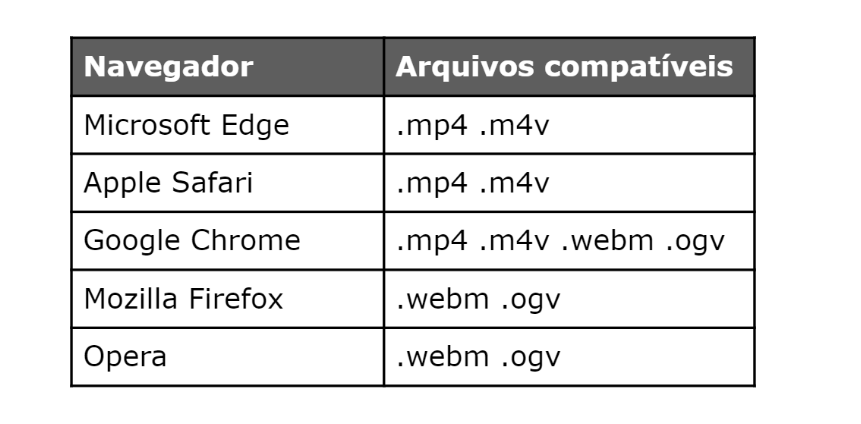 Navegador Arquivos compatíveis
Microsoft Edge .mp4 .m4v
Apple Safari .mp4 .m4v
Google Chrome .mp4 .m4v .webm .ogv
Mozilla Firefox .webm .ogv
Opera .webm .ogv